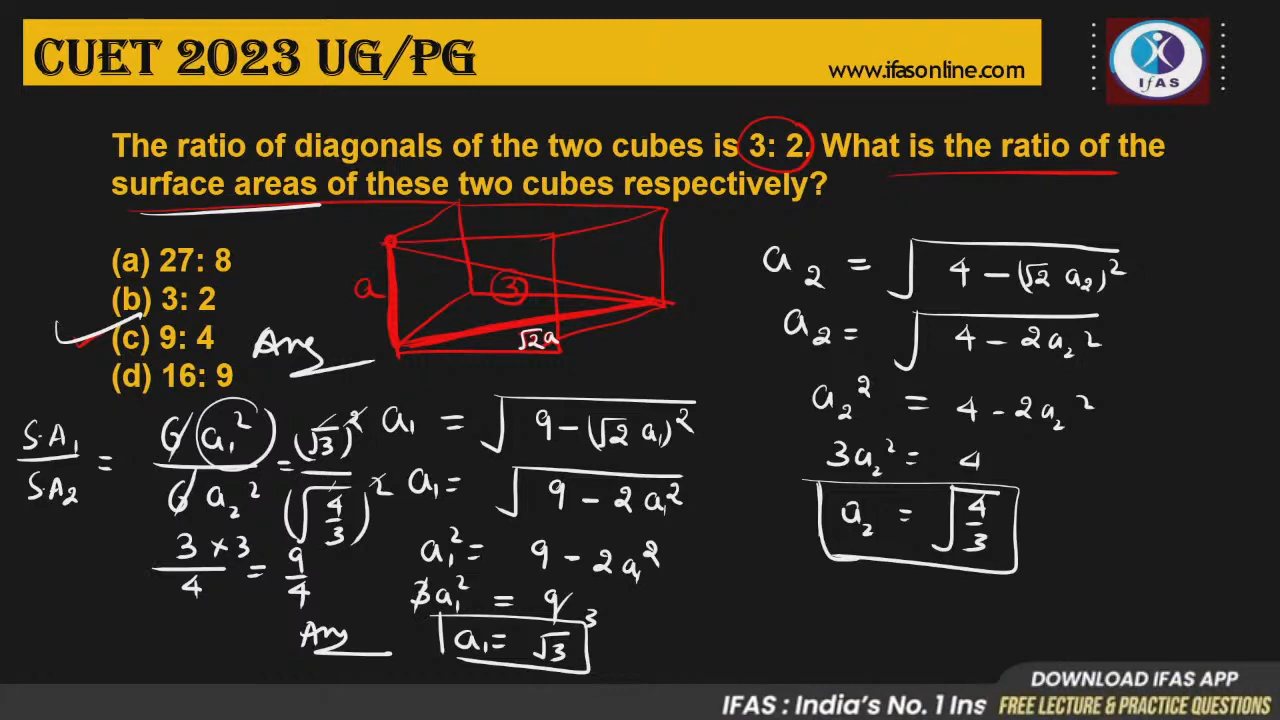 CUET 2023 UG/PG
www.ifasonline.com
IfAS
The ratio of diagonals of the two cubes is 3: 2. What is the ratio of the
surface areas of these two cubes respectively?
(a) 27: 8
(b) 3: 2
(c) 9: 4
(d) 16: 9
Ans
a
3
√2a
S.A₁/S.A₂ = 6(a₁²)/6a₂² = (√3)²/(√4/3)²
3×3/4 = 9/4
Ans
a₁ = √9-(√2 a₁)²
a₁ = √9-2a₁²
a₁² = 9-2a₁²
3a₁² = 9 3
a₁ = √3
a₂ = √4-(√2 a₂)²
a₂ = √4-2a₂²
a₂² = 4-2a₂²
3a₂² = 4
a₂ = √4/3
DOWNLOAD IFAS APP
IFAS : India's No. 1 Ins
FREE LECTURE & PRACTICE QUESTIONS